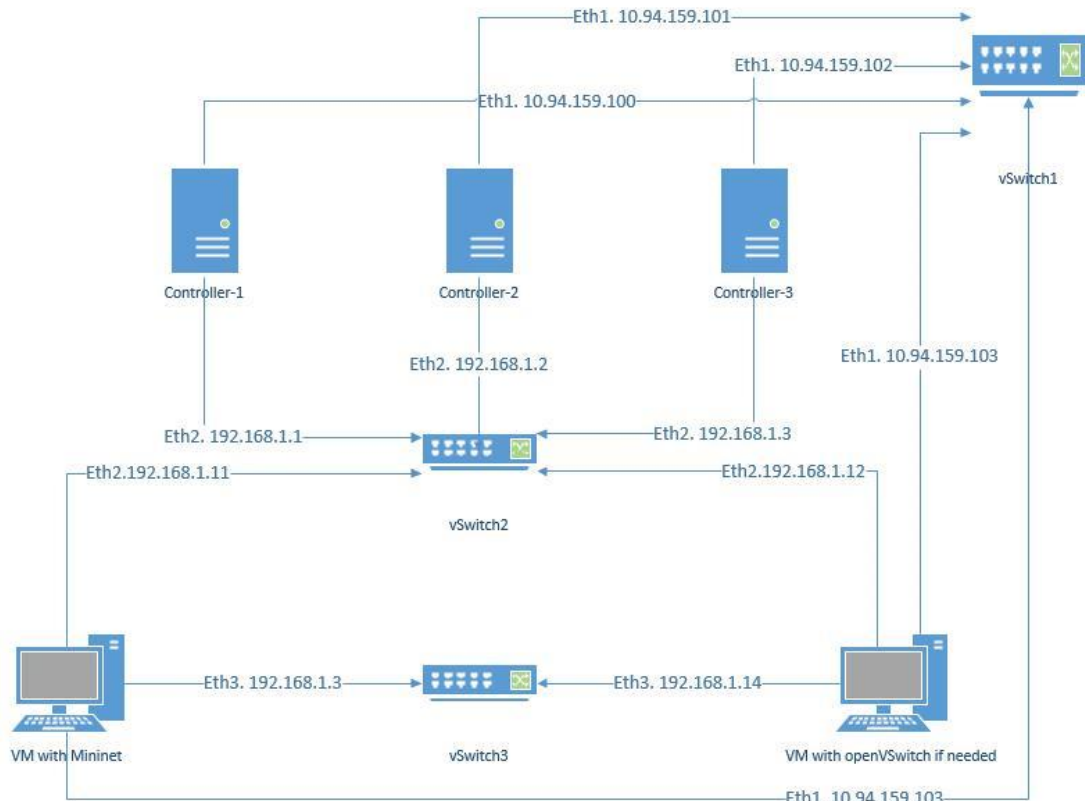 Eth1. 10.94.159.101
Eth1. 10.94.159.102
Eth1. 10.94.159.100
vSwitch1
Controller-1
Controller-2
Controller-3
Eth1. 10.94.159.103
Eth2. 192.168.1.2
Eth2. 192.168.1.1
Eth2. 192.168.1.3
Eth2.192.168.1.11
Eth2.192.168.1.12
vSwitch2
Eth3. 192.168.1.3
Eth3. 192.168.1.14
VM with Mininet
vSwitch3
VM with openVSwitch if needed
Eth1. 10.94.159.103